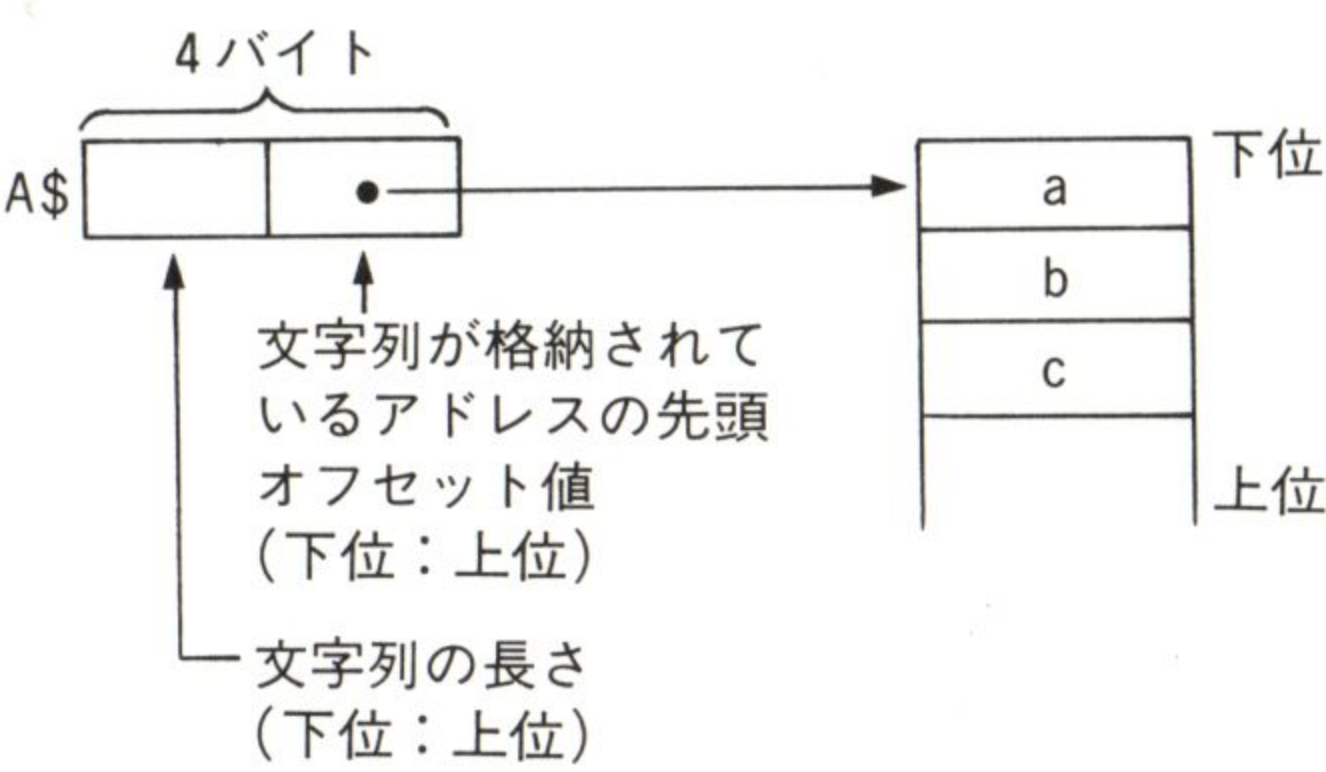 4バイト
A$
下位
a
b
c
上位
文字列が格納されて
いるアドレスの先頭
オフセット値
(下位：上位)
文字列の長さ
(下位：上位)